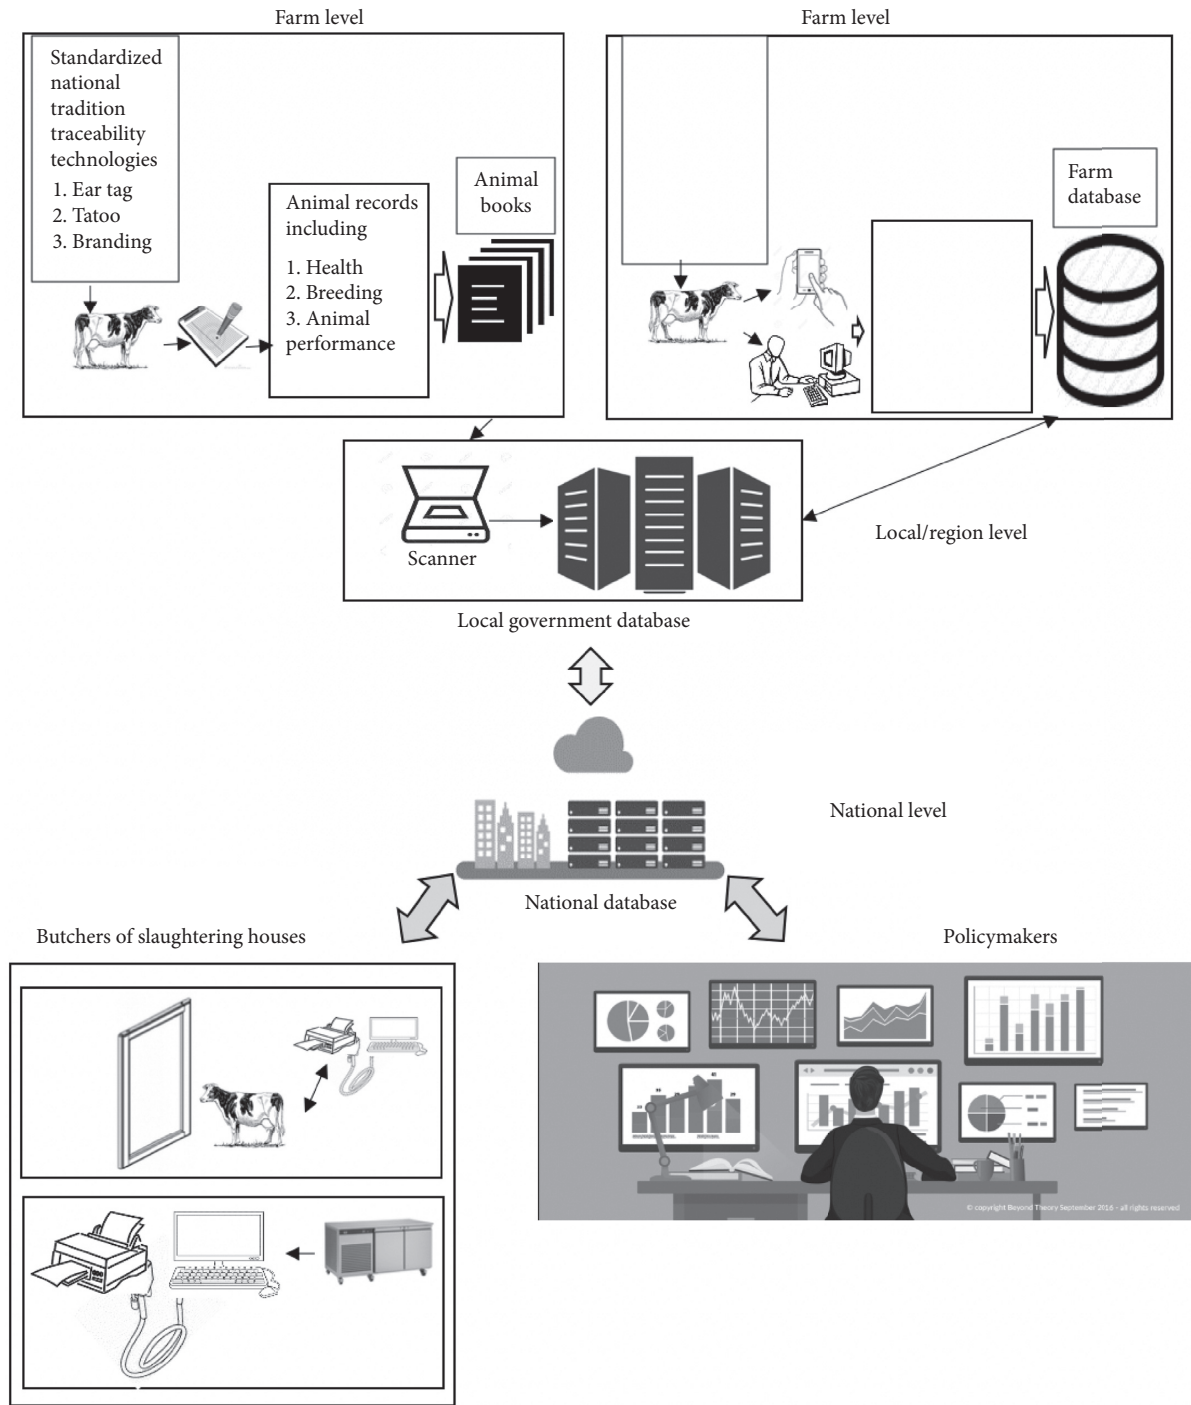 Farm level
Standardized
national
tradition
traceability
technologies
1. Ear tag
2. Tatoo
3. Branding
Animal records
including
1. Health
2. Breeding
3. Animal
performance
Animal
books
Farm level
Farm
database
Scanner
Local government database
Local/region level
National level
National database
Butchers of slaughtering houses
Policymakers
© copyright Beyond Theory September 2016 - all rights reserved